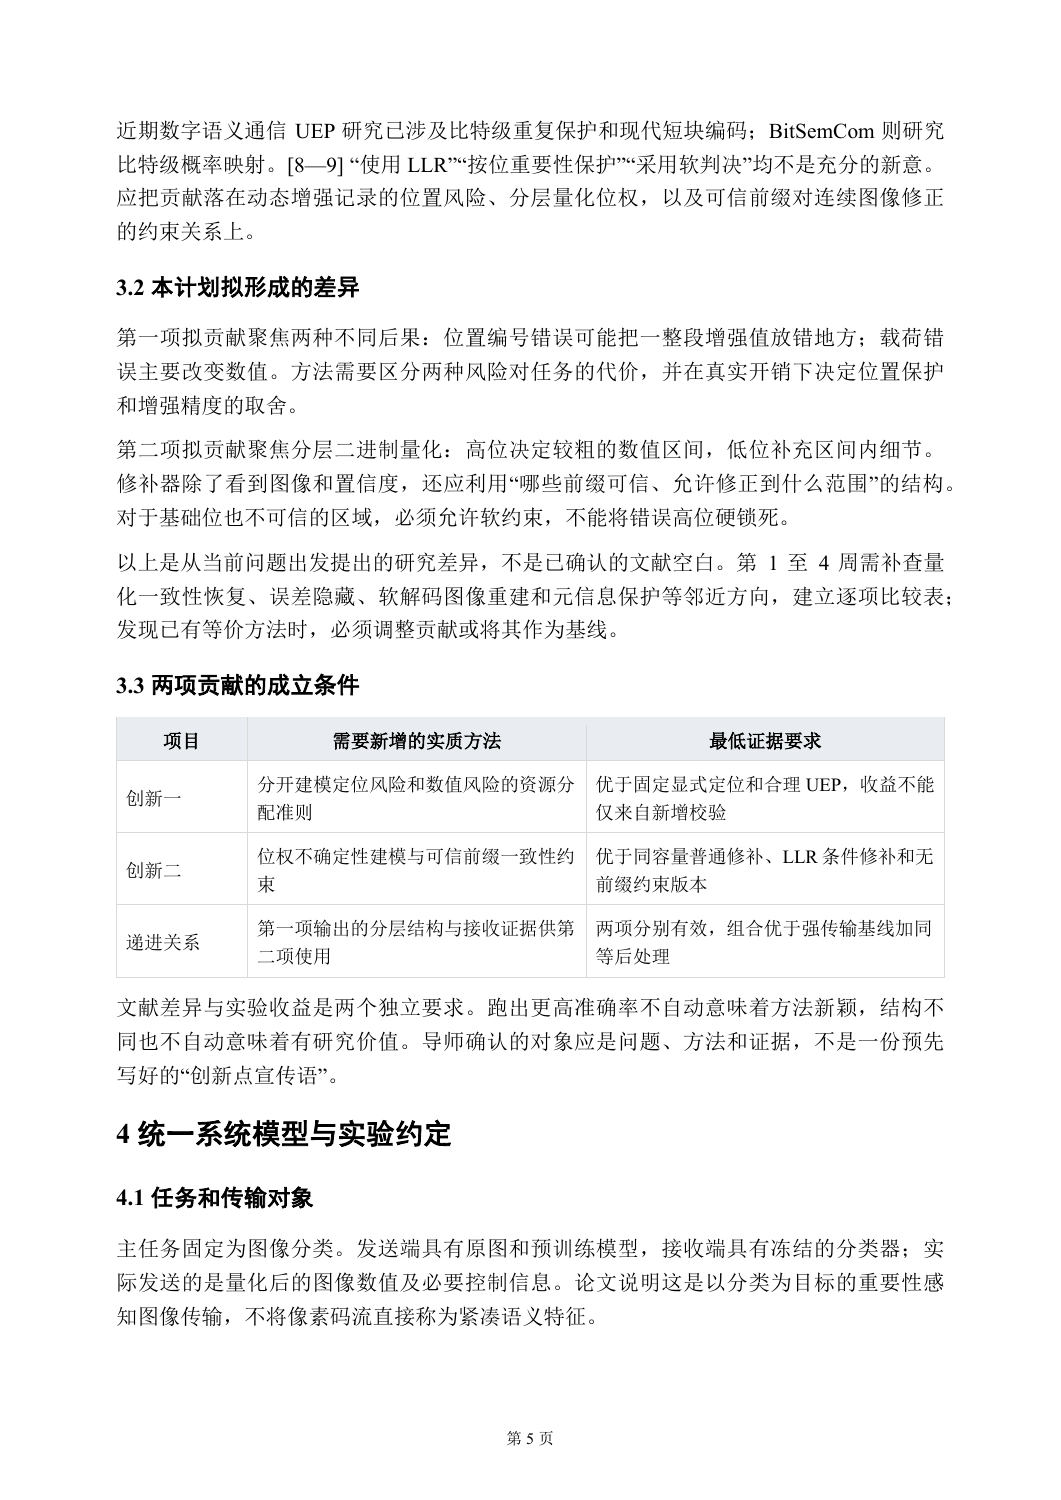 近期数字语义通信 UEP 研究已涉及比特级重复保护和现代短块编码；BitSemCom 则研究
比特级概率映射。[8—9] “使用 LLR”“按位重要性保护”“采用软判决”均不是充分的新意。
应把贡献落在动态增强记录的位置风险、分层量化位权，以及可信前缀对连续图像修正
的约束关系上。
3.2 本计划拟形成的差异
第一项拟贡献聚焦两种不同后果：位置编号错误可能把一整段增强值放错地方；载荷错
误主要改变数值。方法需要区分两种风险对任务的代价，并在真实开销下决定位置保护
和增强精度的取舍。
第二项拟贡献聚焦分层二进制量化：高位决定较粗的数值区间，低位补充区间内细节。
修补器除了看到图像和置信度，还应利用“哪些前缀可信、允许修正到什么范围”的结构。
对于基础位也不可信的区域，必须允许软约束，不能将错误高位硬锁死。
以上是从当前问题出发提出的研究差异，不是已确认的文献空白。第 1 至 4 周需补查量
化一致性恢复、误差隐藏、软解码图像重建和元信息保护等邻近方向，建立逐项比较表；
发现已有等价方法时，必须调整贡献或将其作为基线。
3.3 两项贡献的成立条件
项目 需要新增的实质方法 最低证据要求
创新一 分开建模定位风险和数值风险的资源分 优于固定显式定位和合理 UEP，收益不能
配准则 仅来自新增校验
创新二 位权不确定性建模与可信前缀一致性约 优于同容量普通修补、LLR 条件修补和无
束 前缀约束版本
递进关系 第一项输出的分层结构与接收证据供第 两项分别有效，组合优于强传输基线加同
二项使用 等后处理
文献差异与实验收益是两个独立要求。跑出更高准确率不自动意味着方法新颖，结构不
同也不自动意味着有研究价值。导师确认的对象应是问题、方法和证据，不是一份预先
写好的“创新点宣传语”。
4 统一系统模型与实验约定
4.1 任务和传输对象
主任务固定为图像分类。发送端具有原图和预训练模型，接收端具有冻结的分类器；实
际发送的是量化后的图像数值及必要控制信息。论文说明这是以分类为目标的重要性感
知图像传输，不将像素码流直接称为紧凑语义特征。
第 5 页